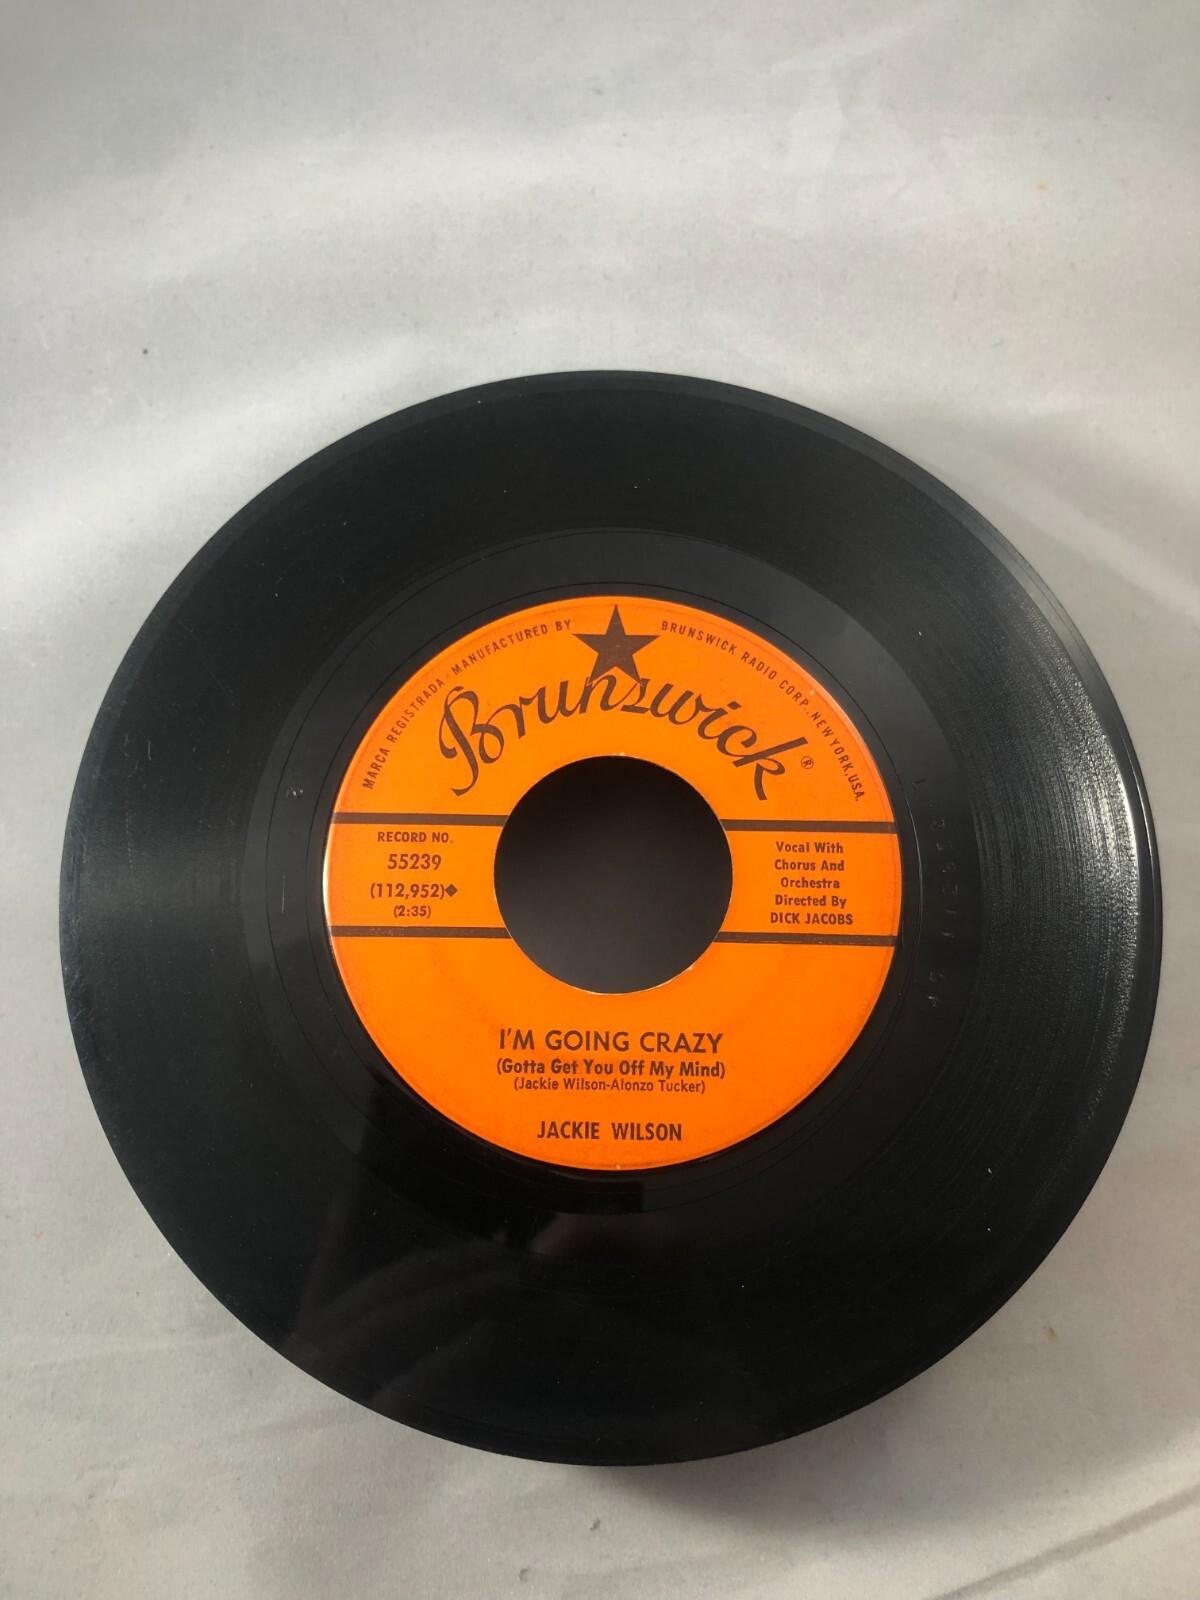 MARCA REGISTRADA · MANUFACTURED BY BRUNSWICK RADIO CORP., NEW YORK, U.S.A.
Brunswick ®
RECORD NO.
55239
(112,952)◆
(2:35)
Vocal With
Chorus And
Orchestra
Directed By
DICK JACOBS
I'M GOING CRAZY
(Gotta Get You Off My Mind)
(Jackie Wilson-Alonzo Tucker)
JACKIE WILSON